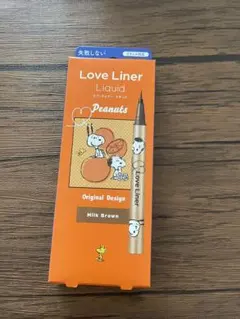 失敗しない
Love Liner
Liquid
Peanuts
Love Liner
Original Design
Milk Brown